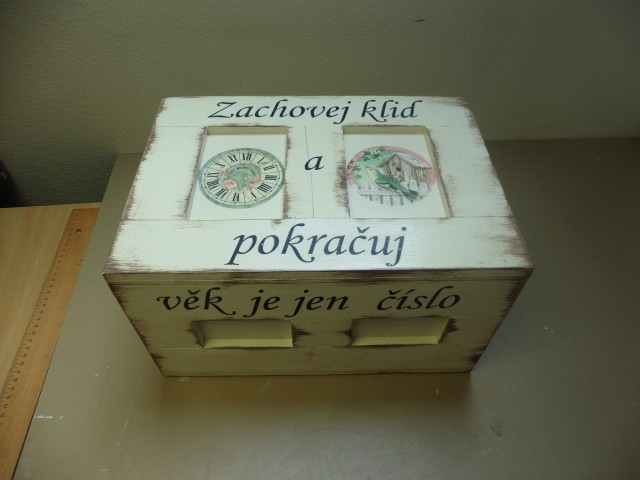 Zachovej klid
a
pokračuj
věk je jen číslo